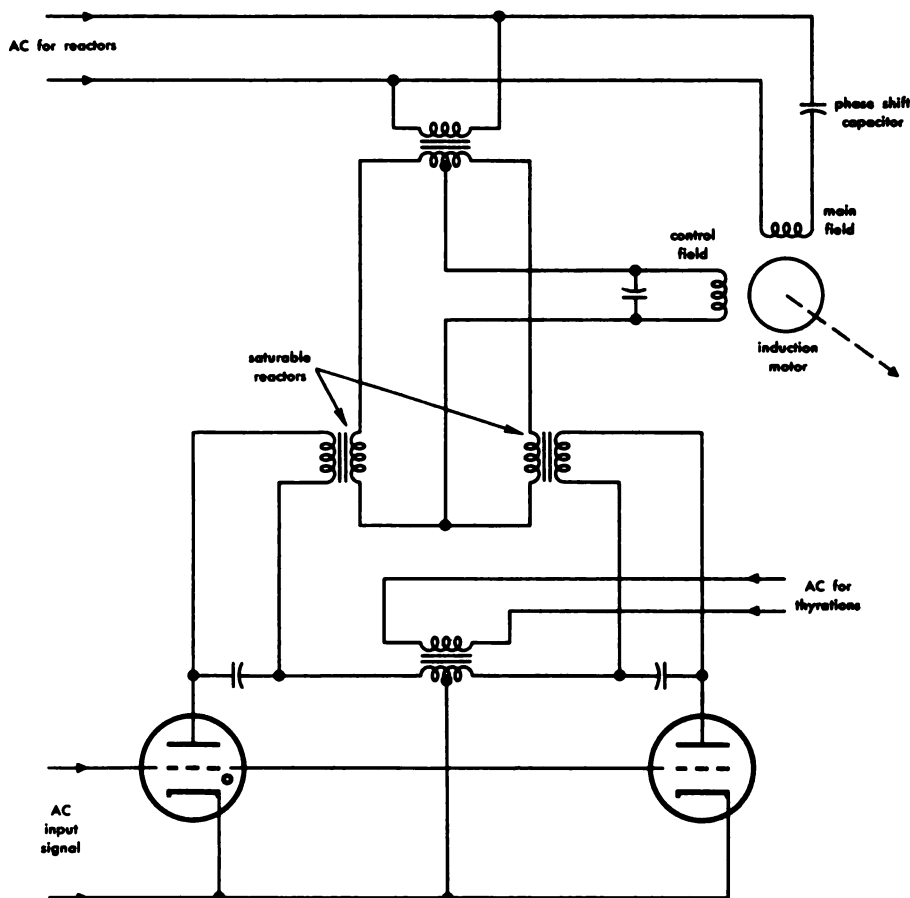 AC for reactors
phase shift
capacitor
main
field
control
field
induction
motor
saturable
reactors
AC for
thyrations
AC
input
signal